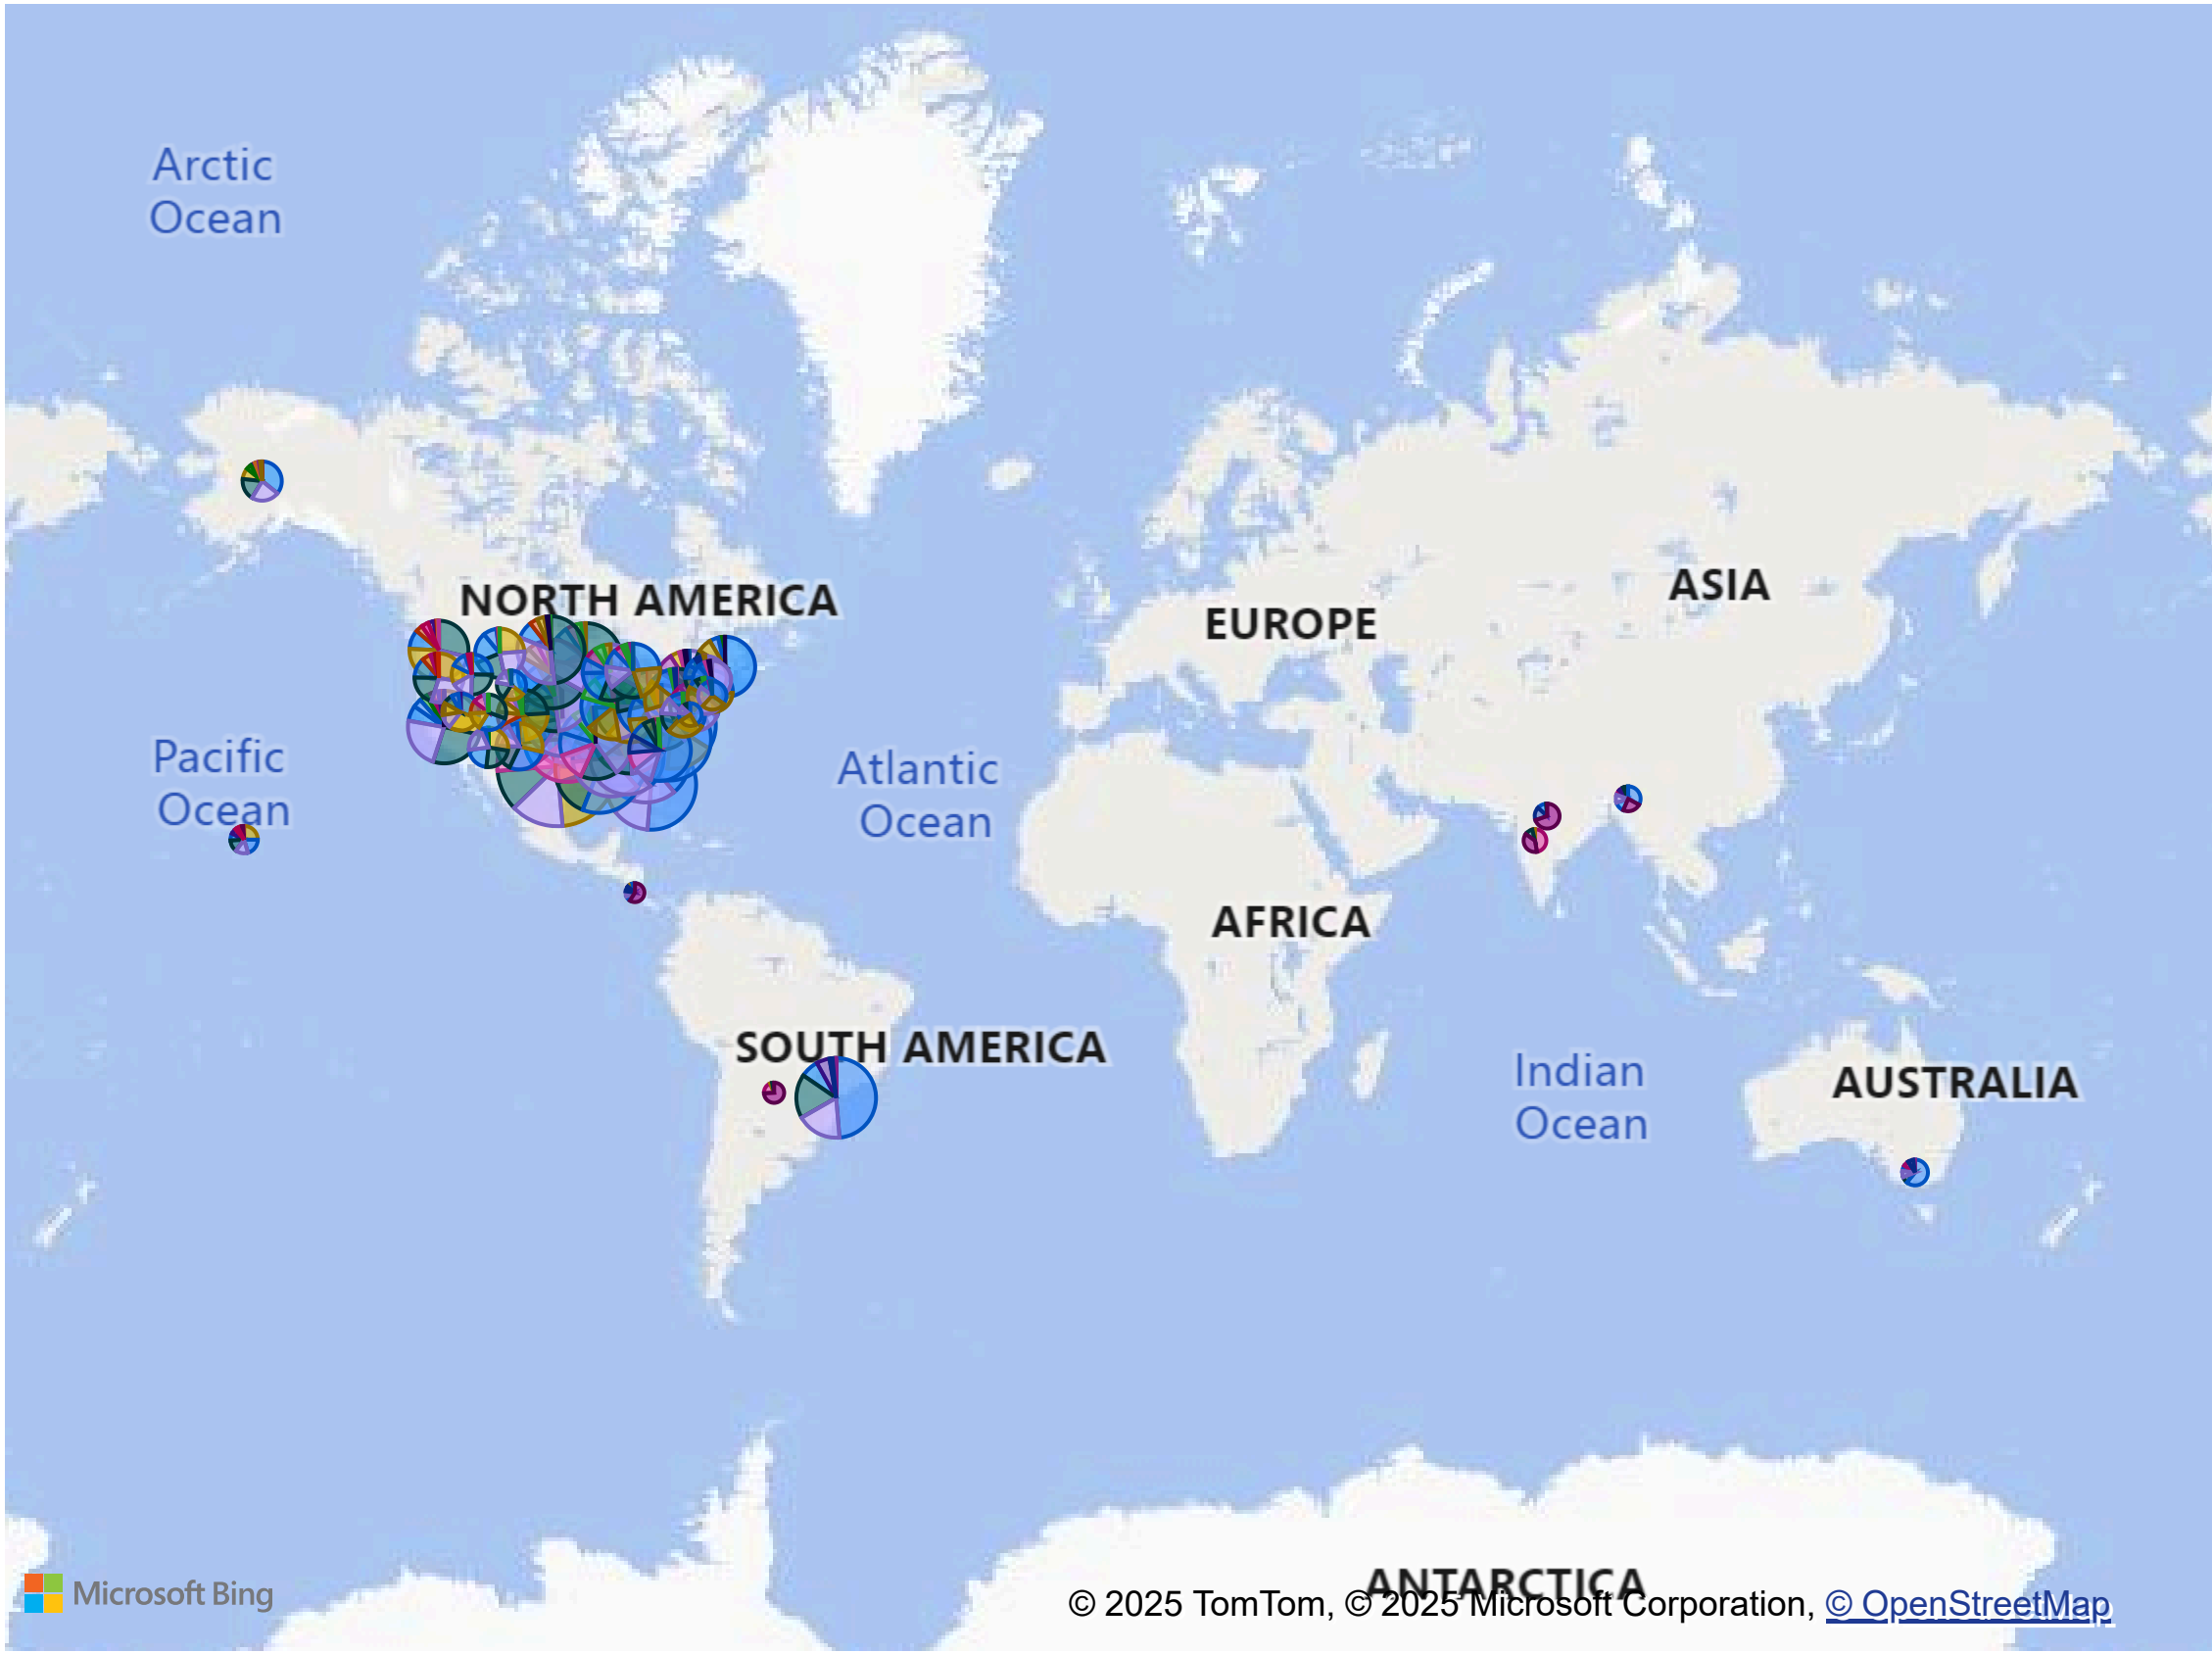 Arctic
Ocean
NORTH AMERICA
ASIA
EUROPE
Pacific
Ocean
Atlantic
Ocean
AFRICA
SOUTH AMERICA
Indian
Ocean
AUSTRALIA
ANTARCTICA
Microsoft Bing
© 2025 TomTom, © 2025 Microsoft Corporation, © OpenStreetMap